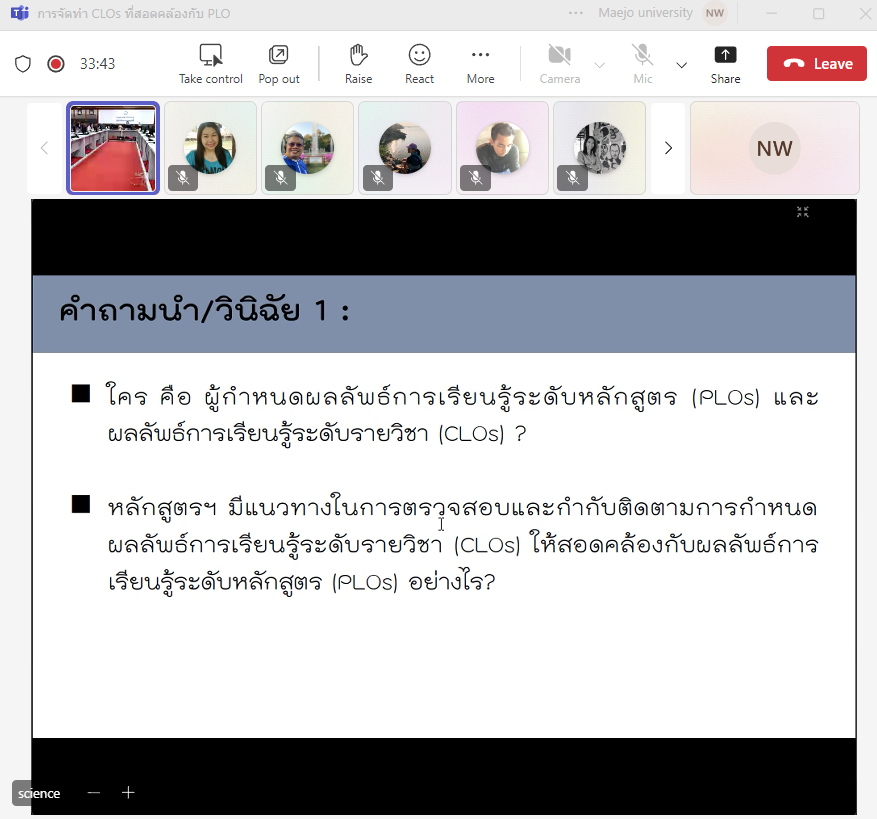 การจัดทำ CLOs ที่สอดคล้องกับ PLO
Maejo university
NW
33:43
Take control
Pop out
Raise
React
More
Camera
Mic
Share
Leave
NW
คำถามนำ/วินิฉัย 1 :
ใคร คือ ผู้กำหนดผลลัพธ์การเรียนรู้ระดับหลักสูตร (PLOs) และ
ผลลัพธ์การเรียนรู้ระดับรายวิชา (CLOs) ?
หลักสูตรฯ มีแนวทางในการตรวจสอบและกำกับติดตามการกำหนด
ผลลัพธ์การเรียนรู้ระดับรายวิชา (CLOs) ให้สอดคล้องกับผลลัพธ์การ
เรียนรู้ระดับหลักสูตร (PLOs) อย่างไร?
science